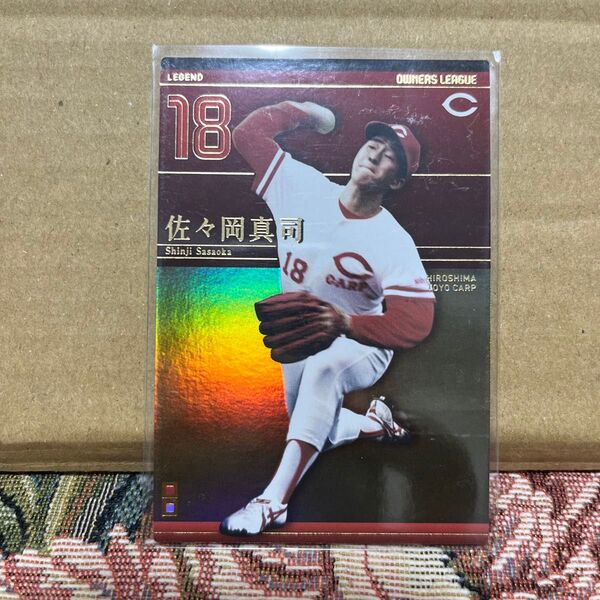 LEGEND
OWNERS LEAGUE
18
C
佐々岡真司
Shinji Sasaoka
C
18 CARP
HIROSHIMA
TOYO CARP